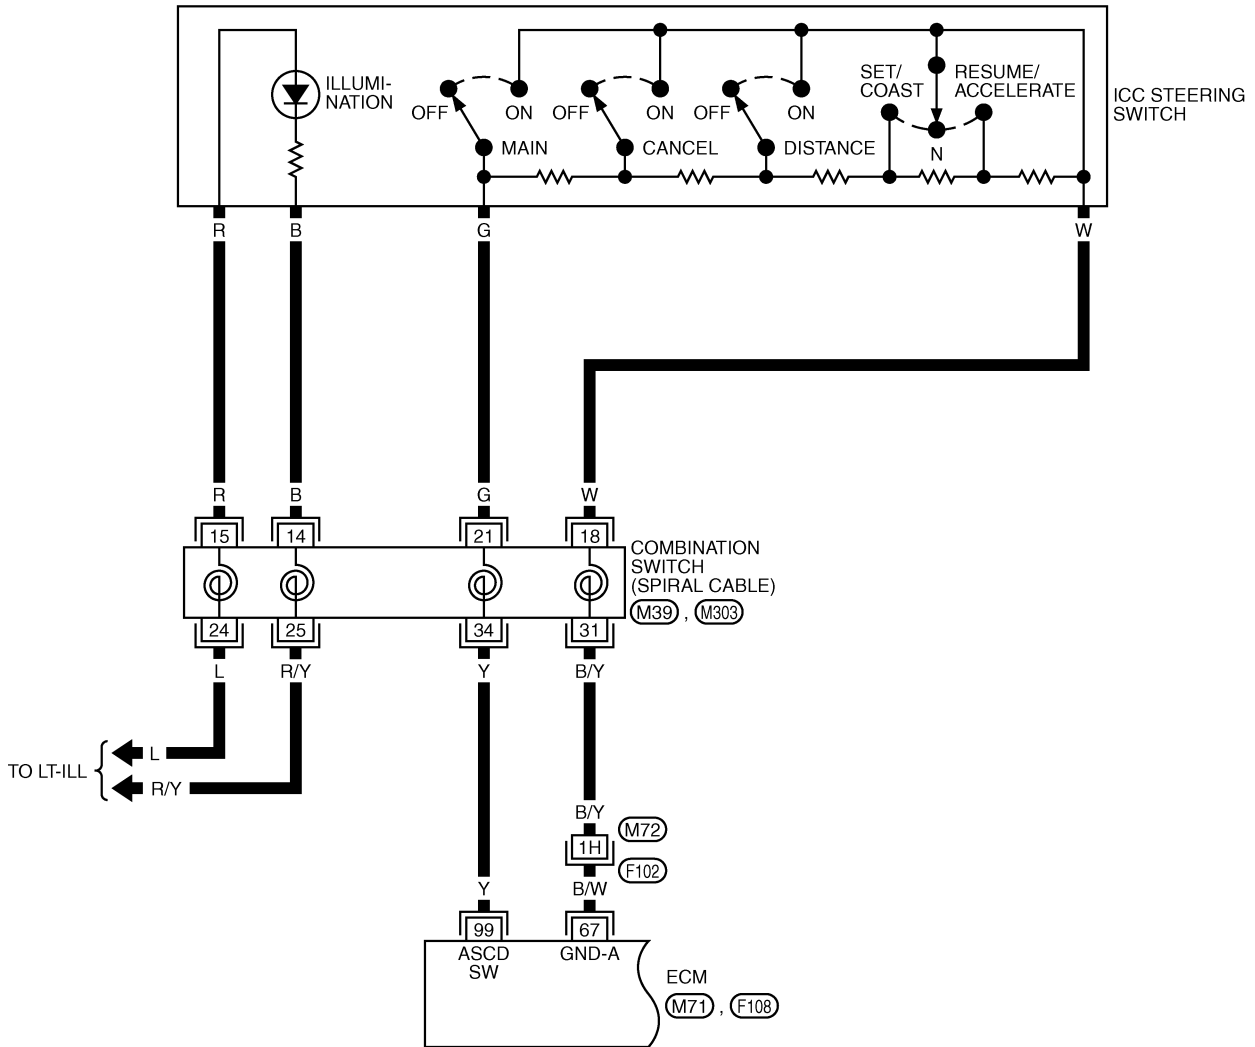 ILLUMI-
NATION
OFF
ON
MAIN
OFF
ON
CANCEL
OFF
ON
DISTANCE
SET/
COAST
RESUME/
ACCELERATE
N
ICC STEERING
SWITCH
R
B
G
W
R
B
G
W
15
14
21
18
COMBINATION
SWITCH
(SPIRAL CABLE)
M39 , M303
24
25
34
31
L
R/Y
Y
B/Y
TO LT-ILL
L
R/Y
B/Y
M72
1H
F102
Y
B/W
99
67
ASCD
SW
GND-A
ECM
M71 , F108